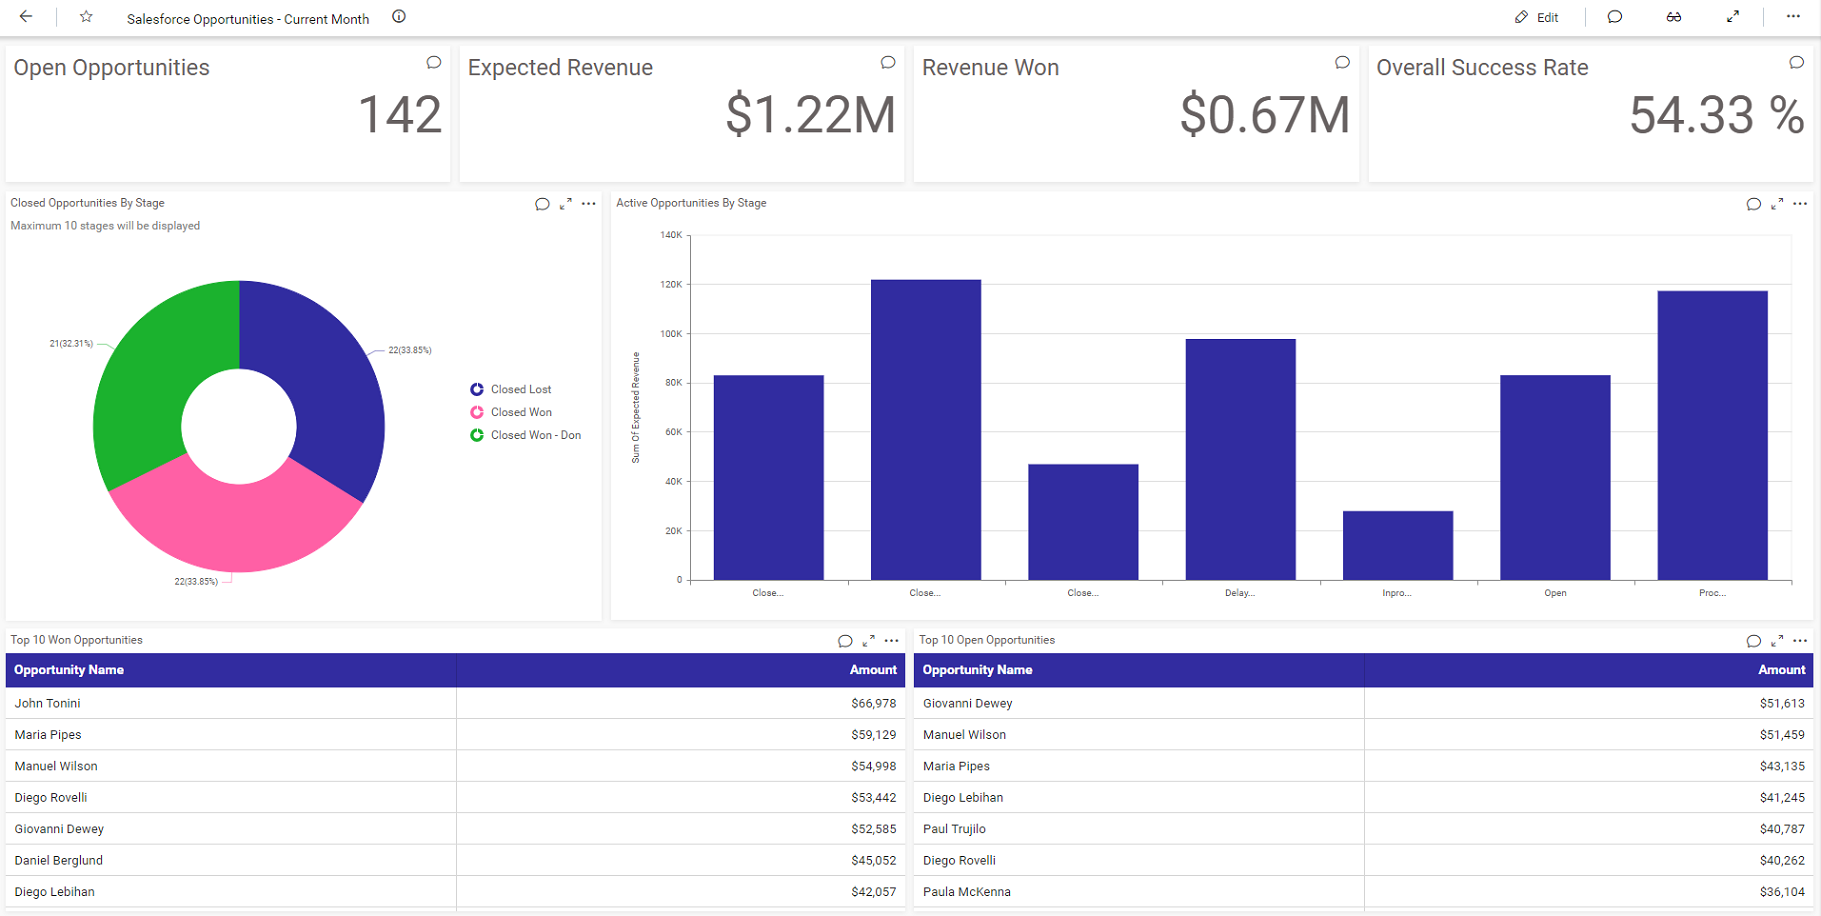 Salesforce Opportunities - Current Month
Edit
Open Opportunities
142
Expected Revenue
$1.22M
Revenue Won
$0.67M
Overall Success Rate
54.33 %
Closed Opportunities By Stage
Maximum 10 stages will be displayed
21(32.31%)
22(33.85%)
22(33.85%)
Closed Lost
Closed Won
Closed Won - Don
Active Opportunities By Stage
Sum Of Expected Revenue
140K
120K
100K
80K
60K
40K
20K
0
Close...
Close...
Close...
Delay...
Inpro...
Open
Proc...
Top 10 Won Opportunities
Opportunity Name Amount
John Tonini $66,978
Maria Pipes $59,129
Manuel Wilson $54,998
Diego Rovelli $53,442
Giovanni Dewey $52,585
Daniel Berglund $45,052
Diego Lebihan $42,057
Top 10 Open Opportunities
Opportunity Name Amount
Giovanni Dewey $51,613
Manuel Wilson $51,459
Maria Pipes $43,135
Diego Lebihan $41,245
Paul Trujilo $40,787
Diego Rovelli $40,262
Paula McKenna $36,104